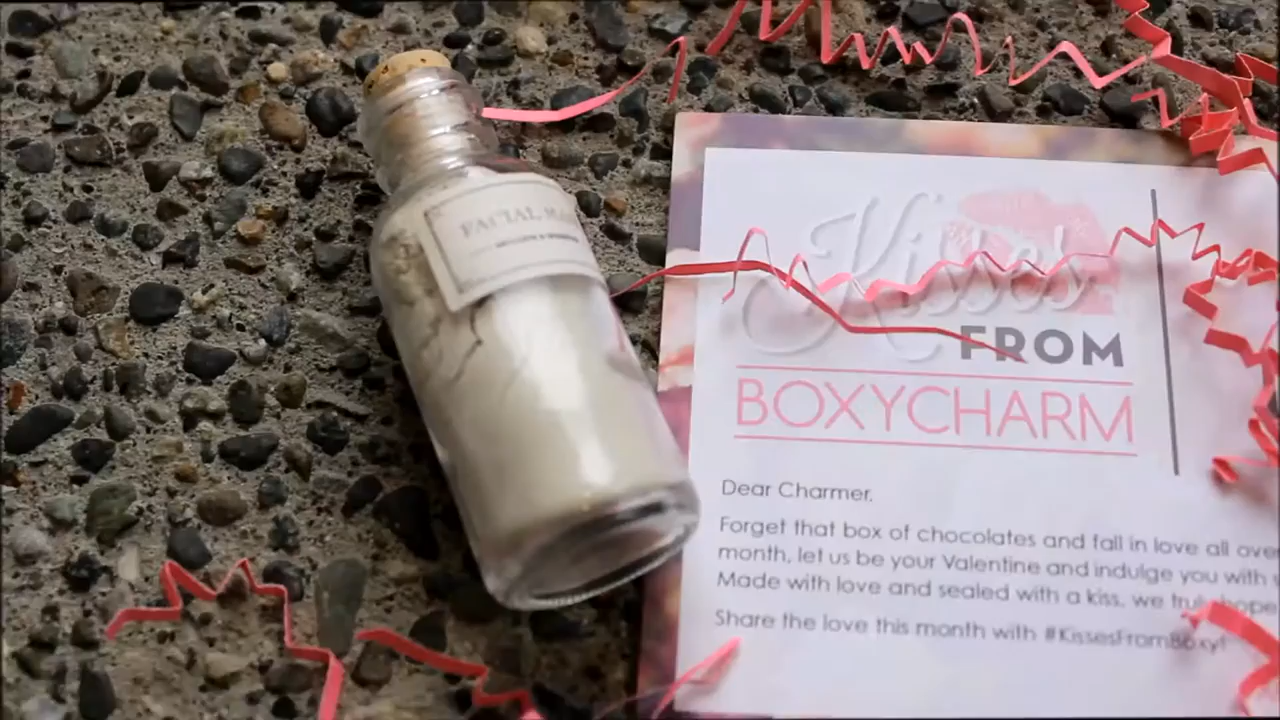 FACIAL
Kisses
FROM
BOXYCHARM
Dear Charmer,
Forget that box of chocolates and fall in love all over
month, let us be your Valentine and indulge you with
Made with love and sealed with a kiss, we truly hope
Share the love this month with #KissesFromBoxy!